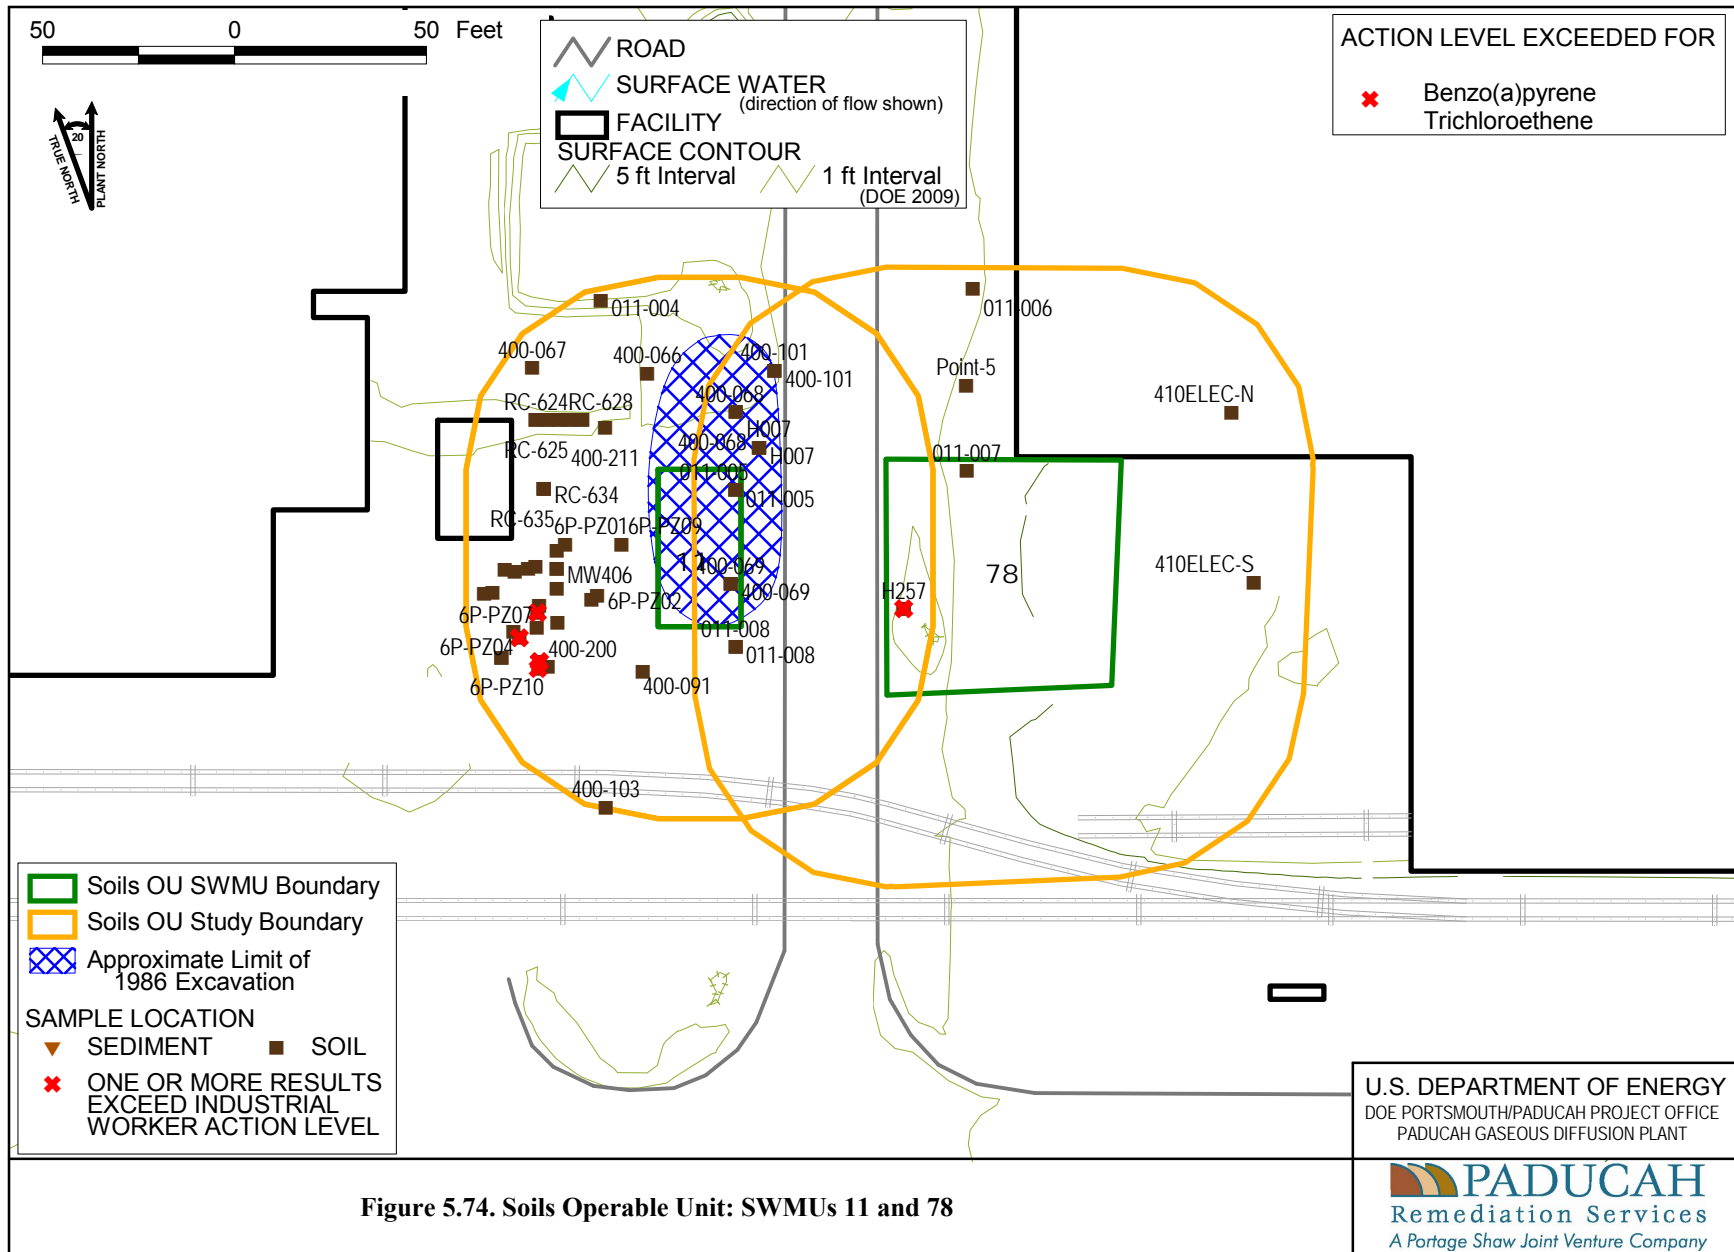 50 0 50 Feet
TRUE NORTH
20
PLANT NORTH
ROAD
SURFACE WATER
(direction of flow shown)
FACILITY
SURFACE CONTOUR
5 ft Interval 1 ft Interval
(DOE 2009)
ACTION LEVEL EXCEEDED FOR
Benzo(a)pyrene
Trichloroethene
011-004
011-006
400-067
400-066
400-101
400-101
Point-5
410ELEC-N
400-068
RC-624RC-628
H007
400-068
H007
RC-625
400-211
011-007
011-005
011-005
RC-634
RC-635
6P-PZ016P-PZ09
11
400-069
400-069
MW406
6P-PZ02
78
410ELEC-S
H257
6P-PZ07
011-008
011-008
6P-PZ04
400-200
6P-PZ10
400-091
400-103
Soils OU SWMU Boundary
Soils OU Study Boundary
Approximate Limit of
1986 Excavation
SAMPLE LOCATION
SEDIMENT SOIL
ONE OR MORE RESULTS
EXCEED INDUSTRIAL
WORKER ACTION LEVEL
U.S. DEPARTMENT OF ENERGY
DOE PORTSMOUTH/PADUCAH PROJECT OFFICE
PADUCAH GASEOUS DIFFUSION PLANT
Figure 5.74. Soils Operable Unit: SWMUs 11 and 78
PADUCAH
Remediation Services
A Portage Shaw Joint Venture Company